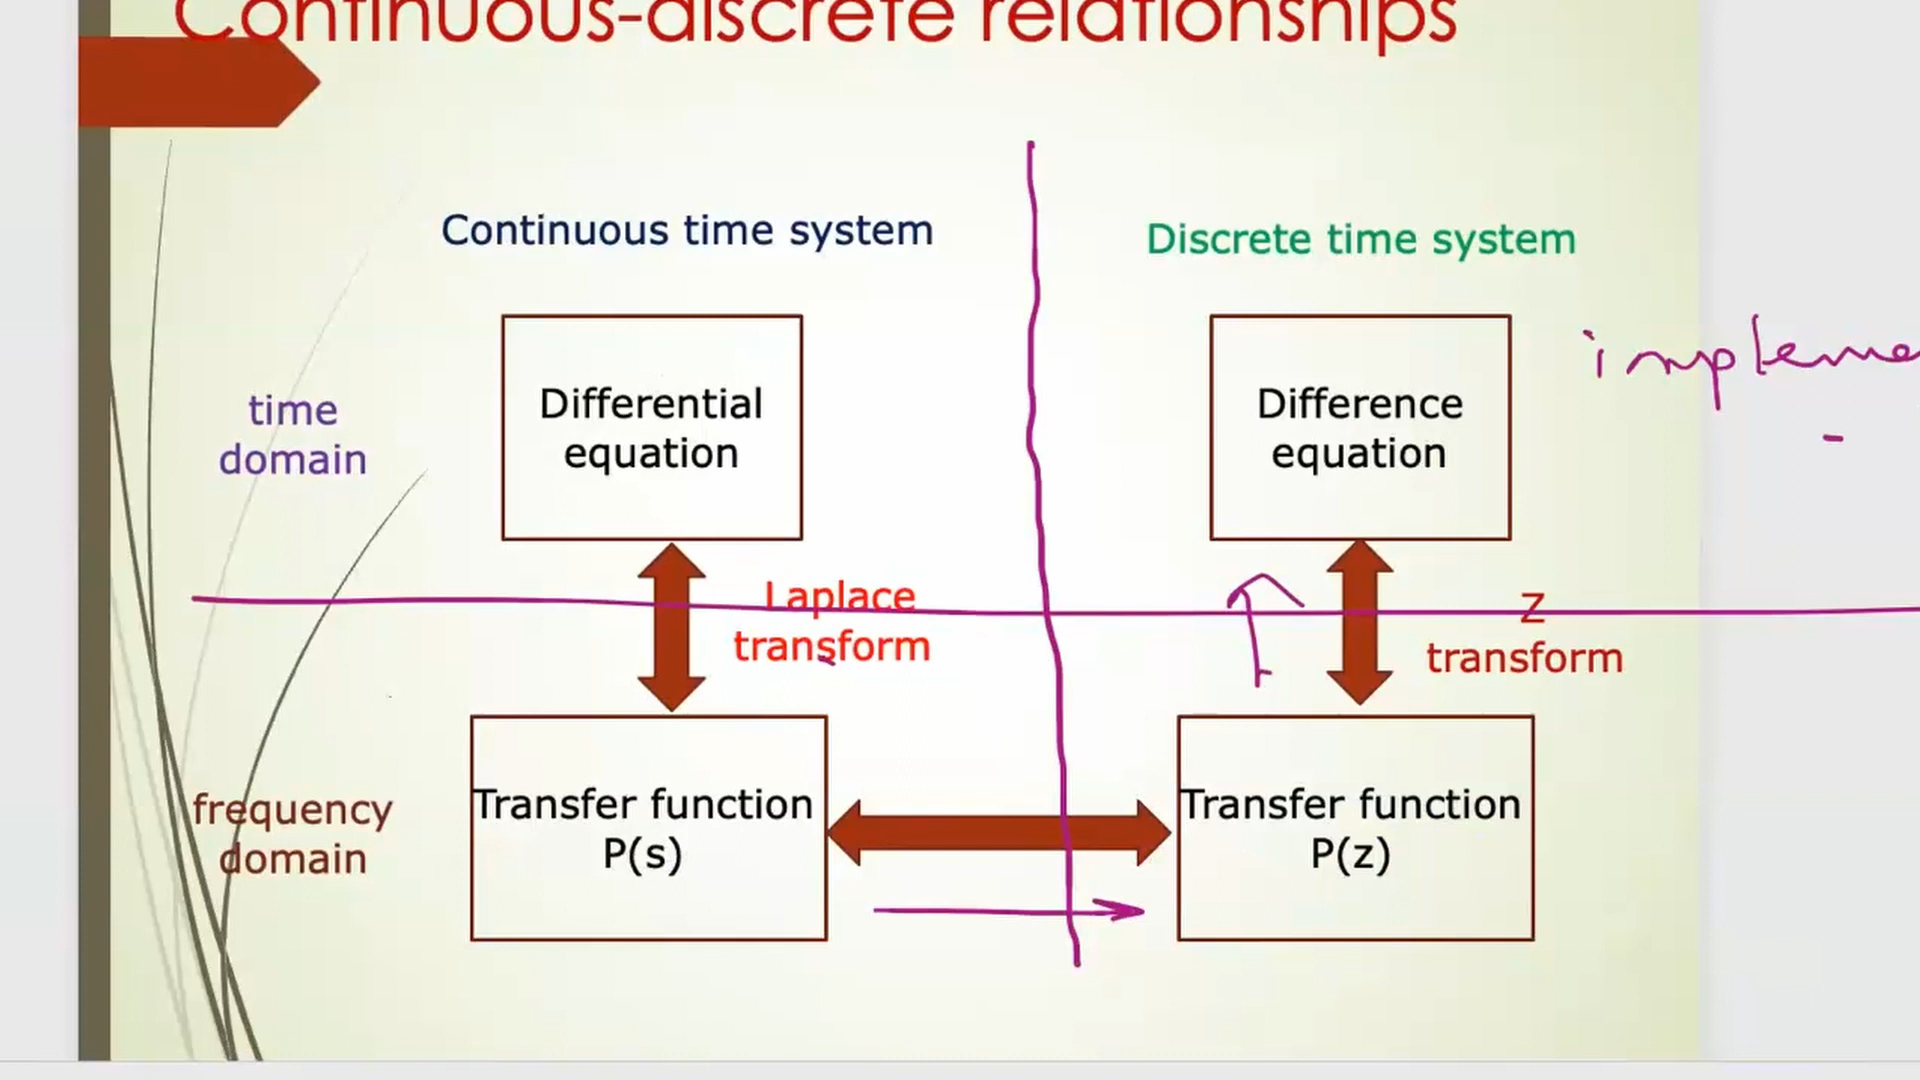 Continuous-discrete relationships
Continuous time system
Discrete time system
time
domain
Differential
equation
Difference
equation
impleme
Laplace
transform
Z
transform
frequency
domain
Transfer function
P(s)
Transfer function
P(z)